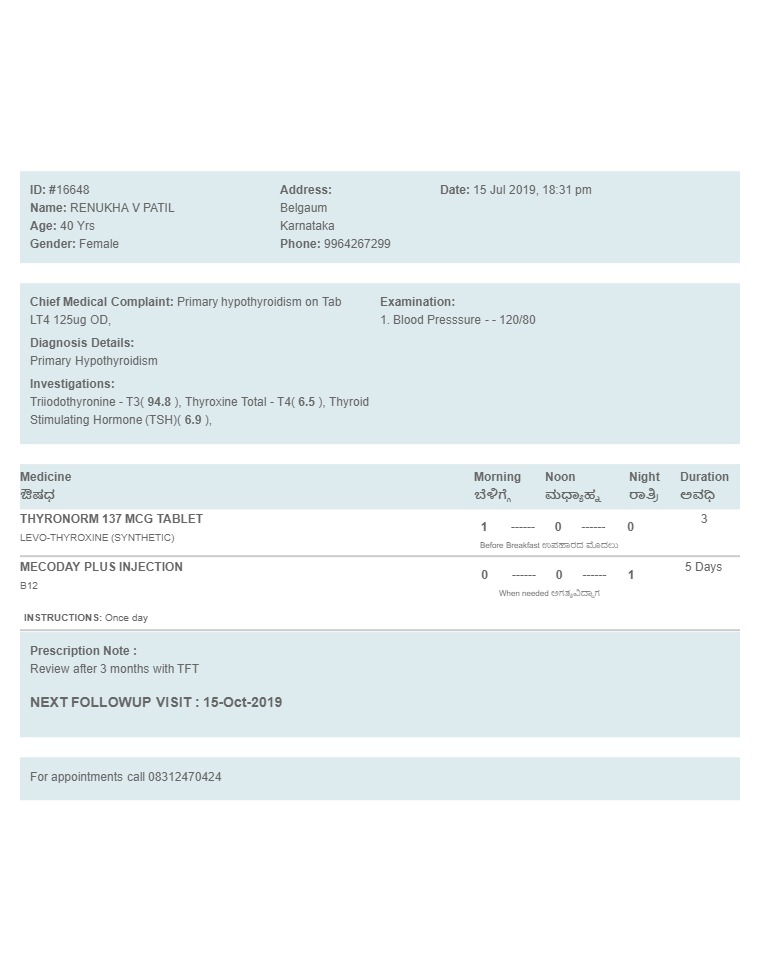 ID: #16648
Name: RENUKHA V PATIL
Age: 40 Yrs
Gender: Female
Address:
Belgaum
Karnataka
Phone: 9964267299
Date: 15 Jul 2019, 18:31 pm
Chief Medical Complaint: Primary hypothyroidism on Tab
LT4 125ug OD,
Diagnosis Details:
Primary Hypothyroidism
Investigations:
Triiodothyronine - T3( 94.8 ), Thyroxine Total - T4( 6.5 ), Thyroid
Stimulating Hormone (TSH)( 6.9 ),
Examination:
1. Blood Presssure - - 120/80
Medicine Morning Noon Night Duration
ಔಷಧ ಬೆಳಿಗ್ಗೆ ಮಧ್ಯಾಹ್ನ ರಾತ್ರಿ ಅವಧಿ
THYRONORM 137 MCG TABLET 1 ------ 0 ------ 0 3
LEVO-THYROXINE (SYNTHETIC) Before Breakfast ಉಪಹಾರದ ಮೊದಲು
MECODAY PLUS INJECTION 0 ------ 0 ------ 1 5 Days
B12 When needed ಅಗತ್ಯವಿದ್ದಾಗ
INSTRUCTIONS: Once day
Prescription Note :
Review after 3 months with TFT
NEXT FOLLOWUP VISIT : 15-Oct-2019
For appointments call 08312470424